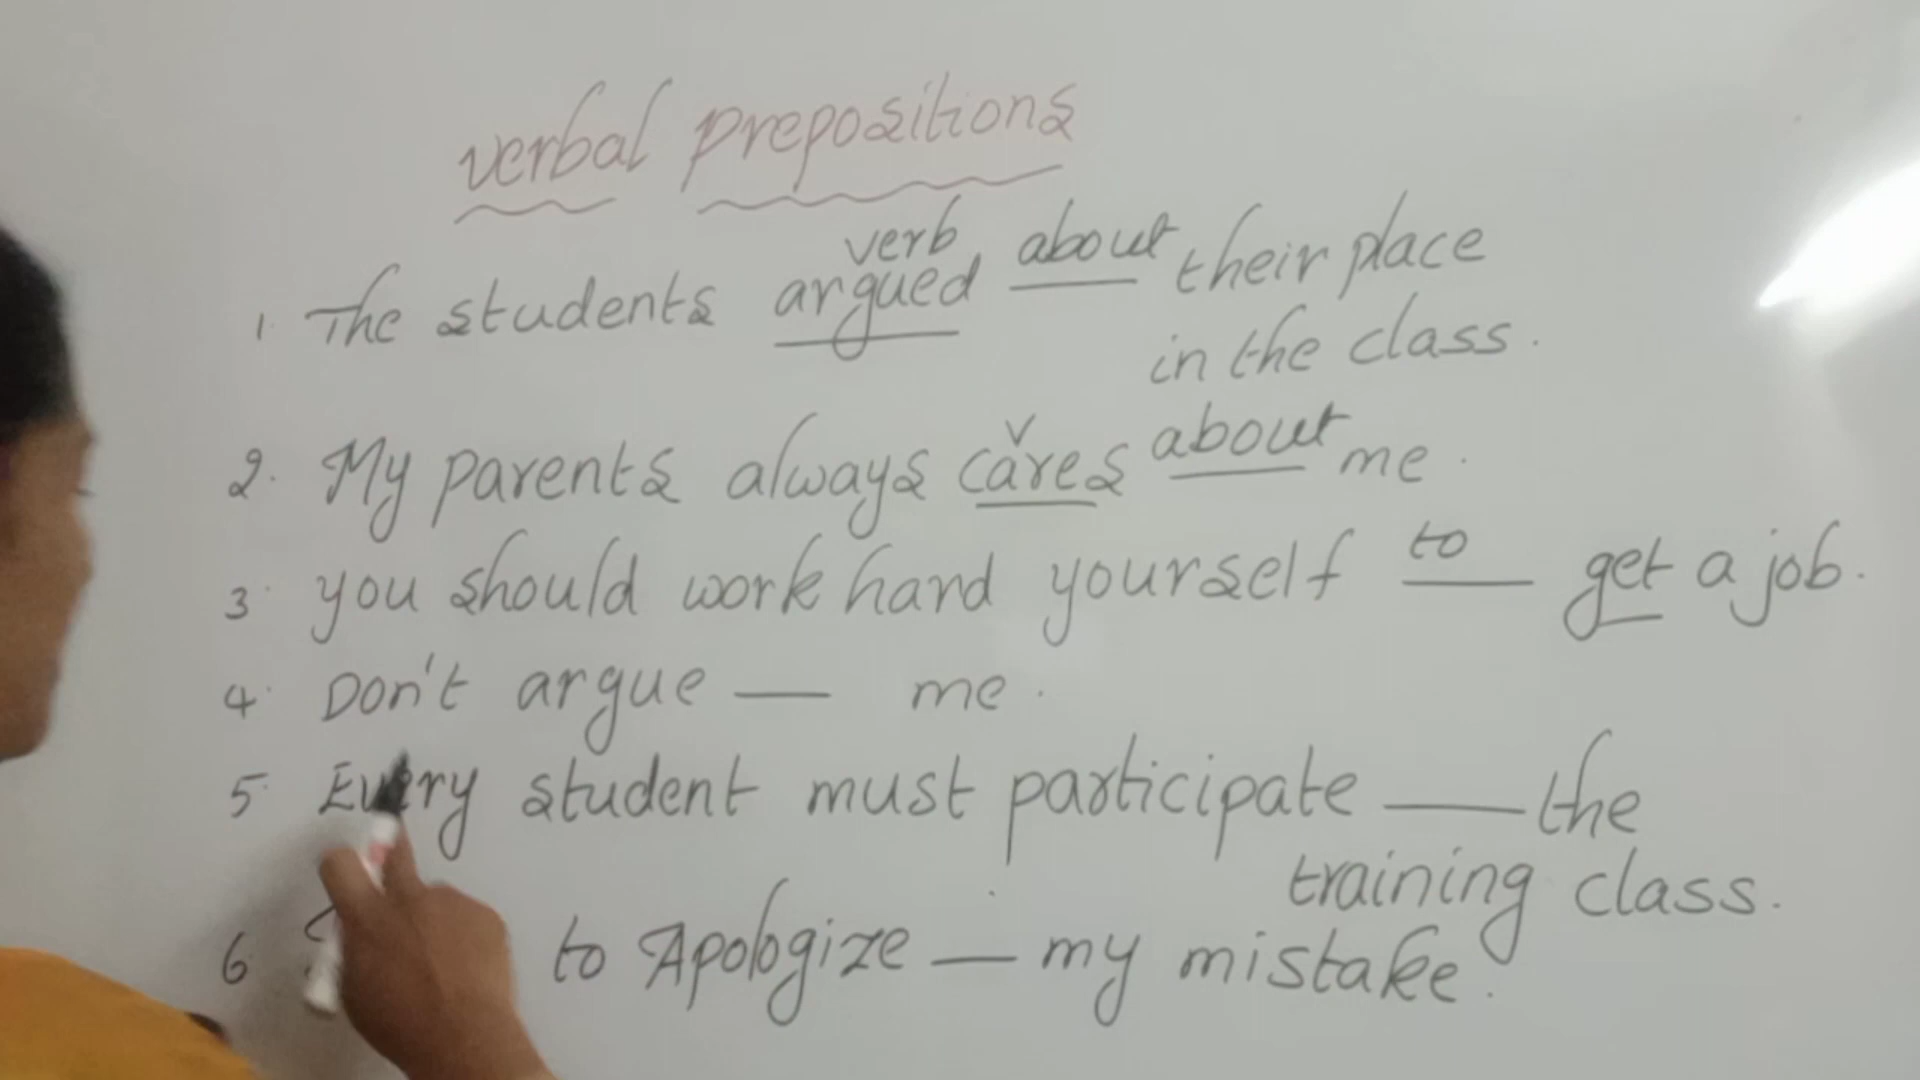 verbal prepositions
verb
1. The students argued about their place
in the class.
v
2. My parents always cares about me.
3. you should work hard yourself to get a job.
4. Don't argue — me.
5. Every student must participate — the
training class.
6 to Apologize — my mistake.